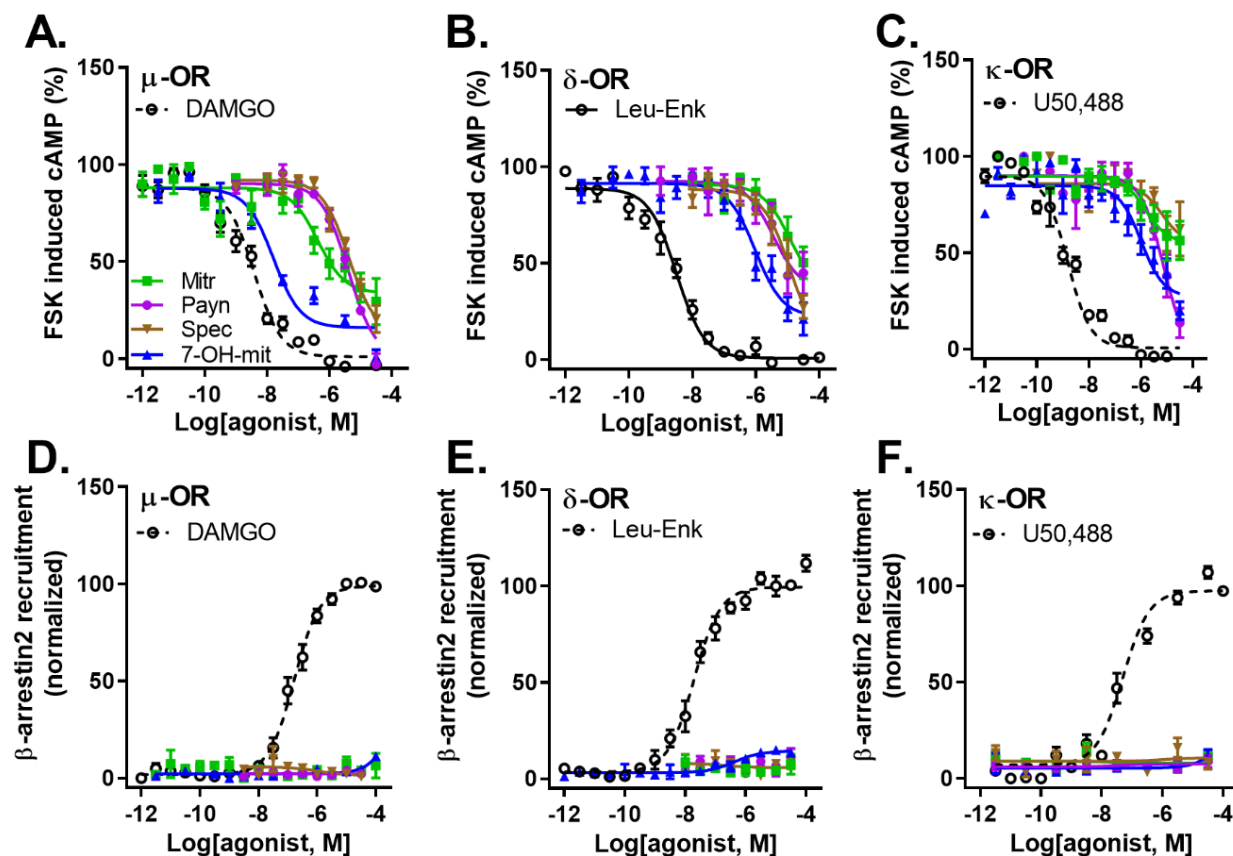 A.
FSK induced cAMP (%)
150
100
50
0
μ-OR
DAMGO
Mitr
Payn
Spec
7-OH-mit
-12 -10 -8 -6 -4
Log[agonist, M]
B.
FSK induced cAMP (%)
150
100
50
0
δ-OR
Leu-Enk
-12 -10 -8 -6 -4
Log[agonist, M]
C.
FSK induced cAMP (%)
150
100
50
0
κ-OR
U50,488
-12 -10 -8 -6 -4
Log[agonist, M]
D.
β-arrestin2 recruitment
(normalized)
150
100
50
0
μ-OR
DAMGO
-12 -10 -8 -6 -4
Log[agonist, M]
E.
β-arrestin2 recruitment
(normalized)
150
100
50
0
δ-OR
Leu-Enk
-12 -10 -8 -6 -4
Log[agonist, M]
F.
β-arrestin2 recruitment
(normalized)
150
100
50
0
κ-OR
U50,488
-12 -10 -8 -6 -4
Log[agonist, M]